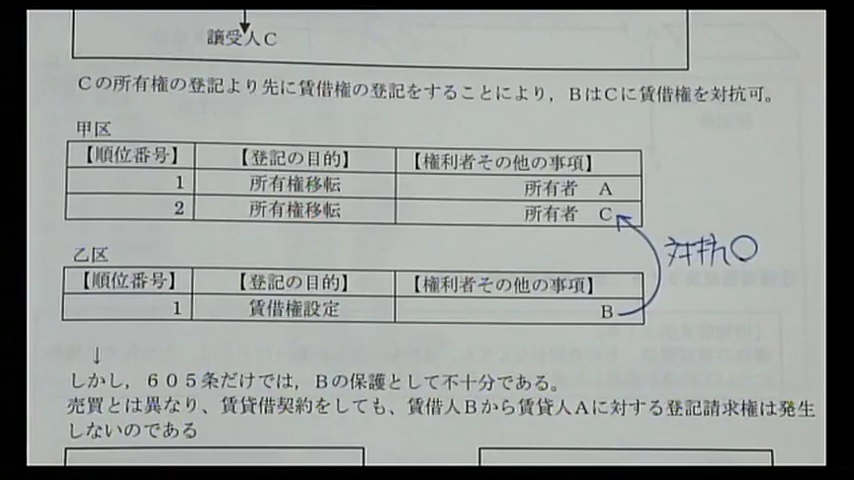 譲受人C
Cの所有権の登記より先に賃借権の登記をすることにより，BはCに賃借権を対抗可。
甲区
【順位番号】 【登記の目的】 【権利者その他の事項】
1 所有権移転 所有者 A
2 所有権移転 所有者 C
対抗○
乙区
【順位番号】 【登記の目的】 【権利者その他の事項】
1 賃借権設定 B
↓
しかし，６０５条だけでは，Bの保護として不十分である。
売買とは異なり、賃貸借契約をしても、賃借人Bから賃貸人Aに対する登記請求権は発生
しないのである